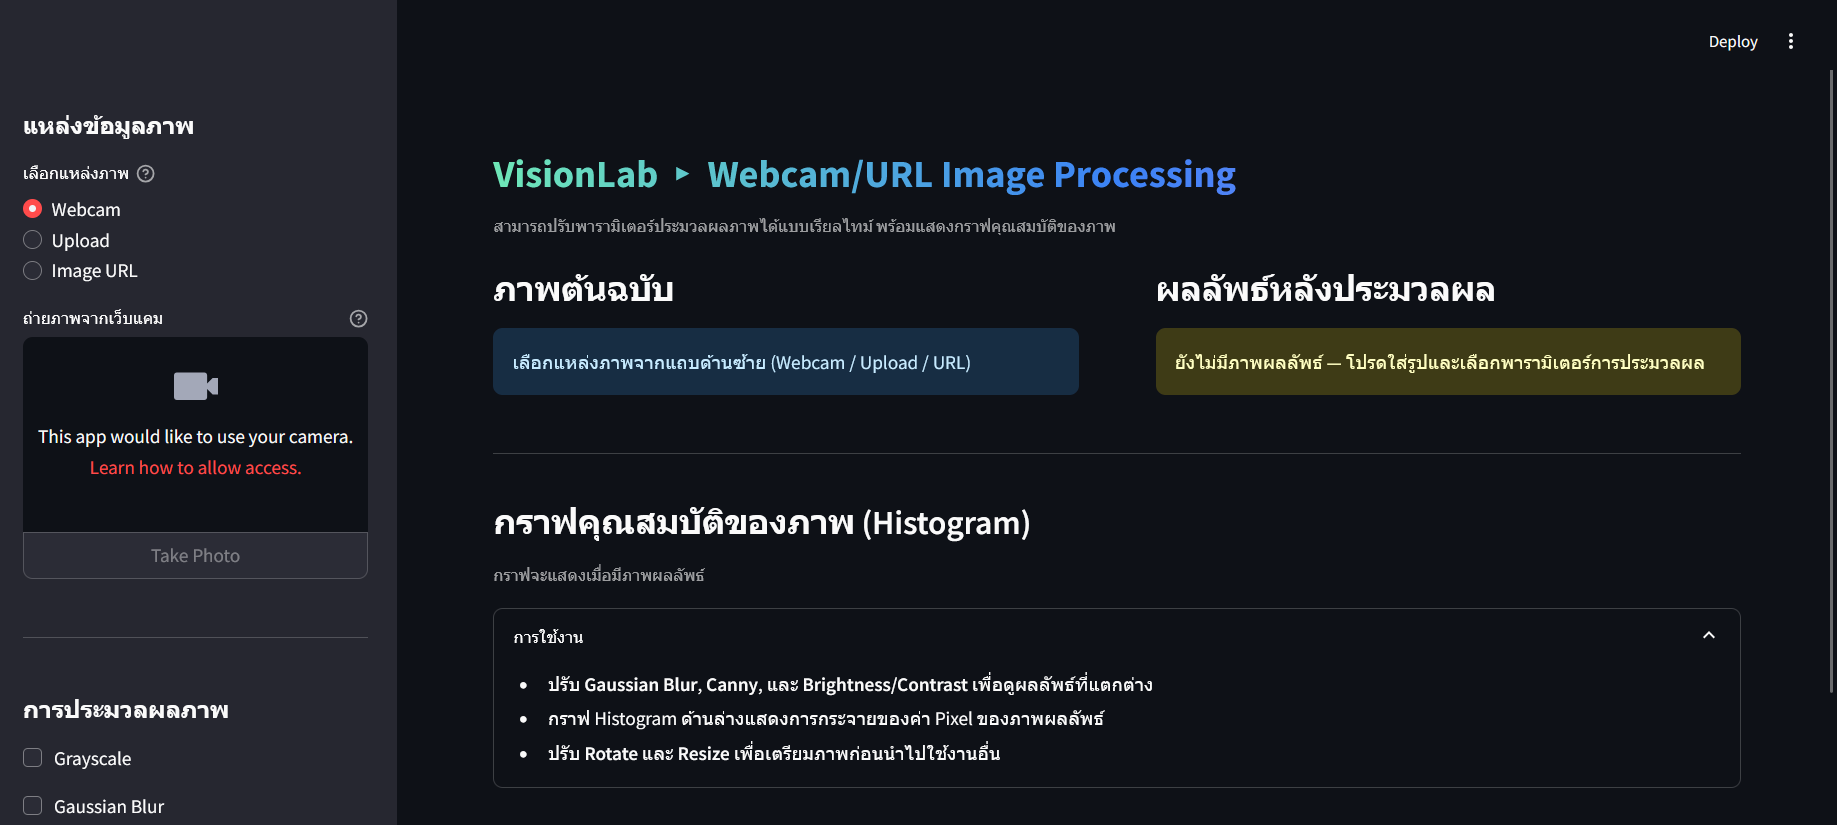 Deploy
แหล่งข้อมูลภาพ
เลือกแหล่งภาพ
Webcam
Upload
Image URL
ถ่ายภาพจากเว็บแคม
This app would like to use your camera.
Learn how to allow access.
Take Photo
การประมวลผลภาพ
Grayscale
Gaussian Blur
VisionLab ▸ Webcam/URL Image Processing
สามารถปรับพารามิเตอร์ประมวลผลภาพได้แบบเรียลไทม์ พร้อมแสดงกราฟคุณสมบัติของภาพ
ภาพต้นฉบับ
เลือกแหล่งภาพจากแถบด้านซ้าย (Webcam / Upload / URL)
ผลลัพธ์หลังประมวลผล
ยังไม่มีภาพผลลัพธ์ — โปรดใส่รูปและเลือกพารามิเตอร์การประมวลผล
กราฟคุณสมบัติของภาพ (Histogram)
กราฟจะแสดงเมื่อมีภาพผลลัพธ์
การใช้งาน
• ปรับ Gaussian Blur, Canny, และ Brightness/Contrast เพื่อดูผลลัพธ์ที่แตกต่าง
• กราฟ Histogram ด้านล่างแสดงการกระจายของค่า Pixel ของภาพผลลัพธ์
• ปรับ Rotate และ Resize เพื่อเตรียมภาพก่อนนำไปใช้งานอื่น